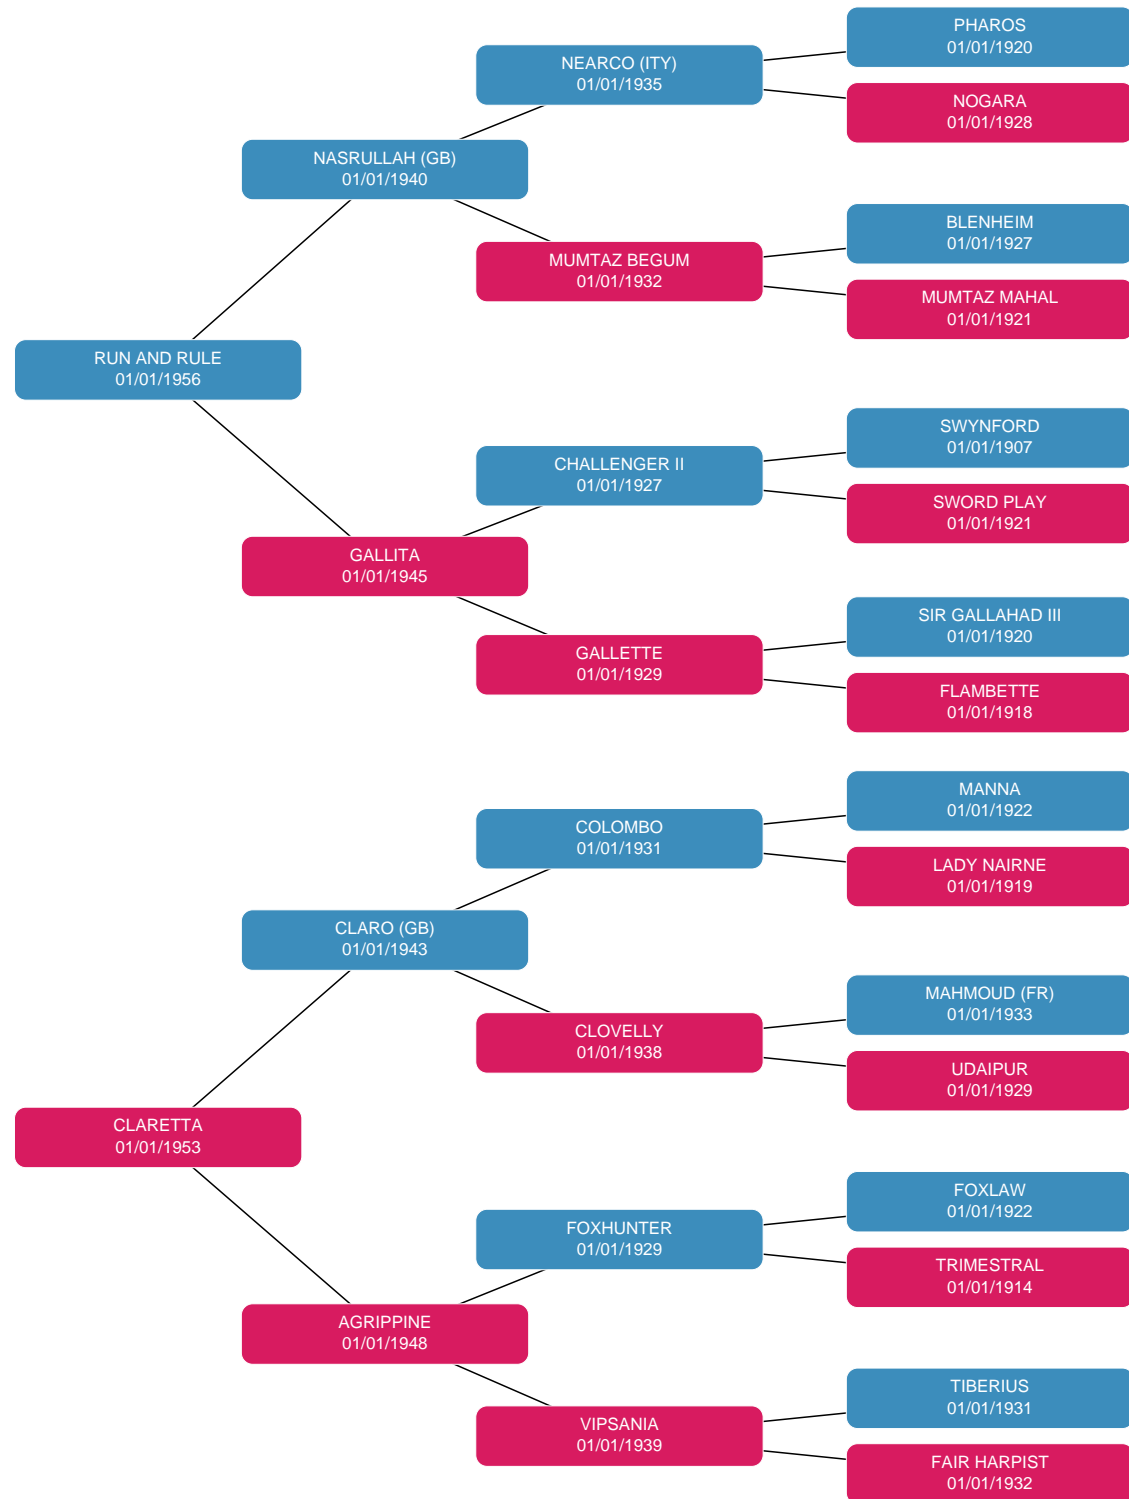 PHAROS
01/01/1920
NEARCO (ITY)
01/01/1935
NOGARA
01/01/1928
NASRULLAH (GB)
01/01/1940
BLENHEIM
01/01/1927
MUMTAZ BEGUM
01/01/1932
MUMTAZ MAHAL
01/01/1921
RUN AND RULE
01/01/1956
SWYNFORD
01/01/1907
CHALLENGER II
01/01/1927
SWORD PLAY
01/01/1921
GALLITA
01/01/1945
SIR GALLAHAD III
01/01/1920
GALLETTE
01/01/1929
FLAMBETTE
01/01/1918
MANNA
01/01/1922
COLOMBO
01/01/1931
LADY NAIRNE
01/01/1919
CLARO (GB)
01/01/1943
MAHMOUD (FR)
01/01/1933
CLOVELLY
01/01/1938
UDAIPUR
01/01/1929
CLARETTA
01/01/1953
FOXLAW
01/01/1922
FOXHUNTER
01/01/1929
TRIMESTRAL
01/01/1914
AGRIPPINE
01/01/1948
TIBERIUS
01/01/1931
VIPSANIA
01/01/1939
FAIR HARPIST
01/01/1932